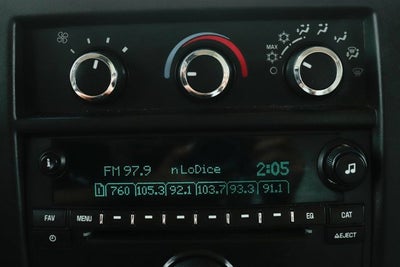 MAX
FM 97.9 nLoDice 2:05
1 760 105.3 92.1 103.7 93.3 91.1
FAV MENU EQ CAT
EJECT